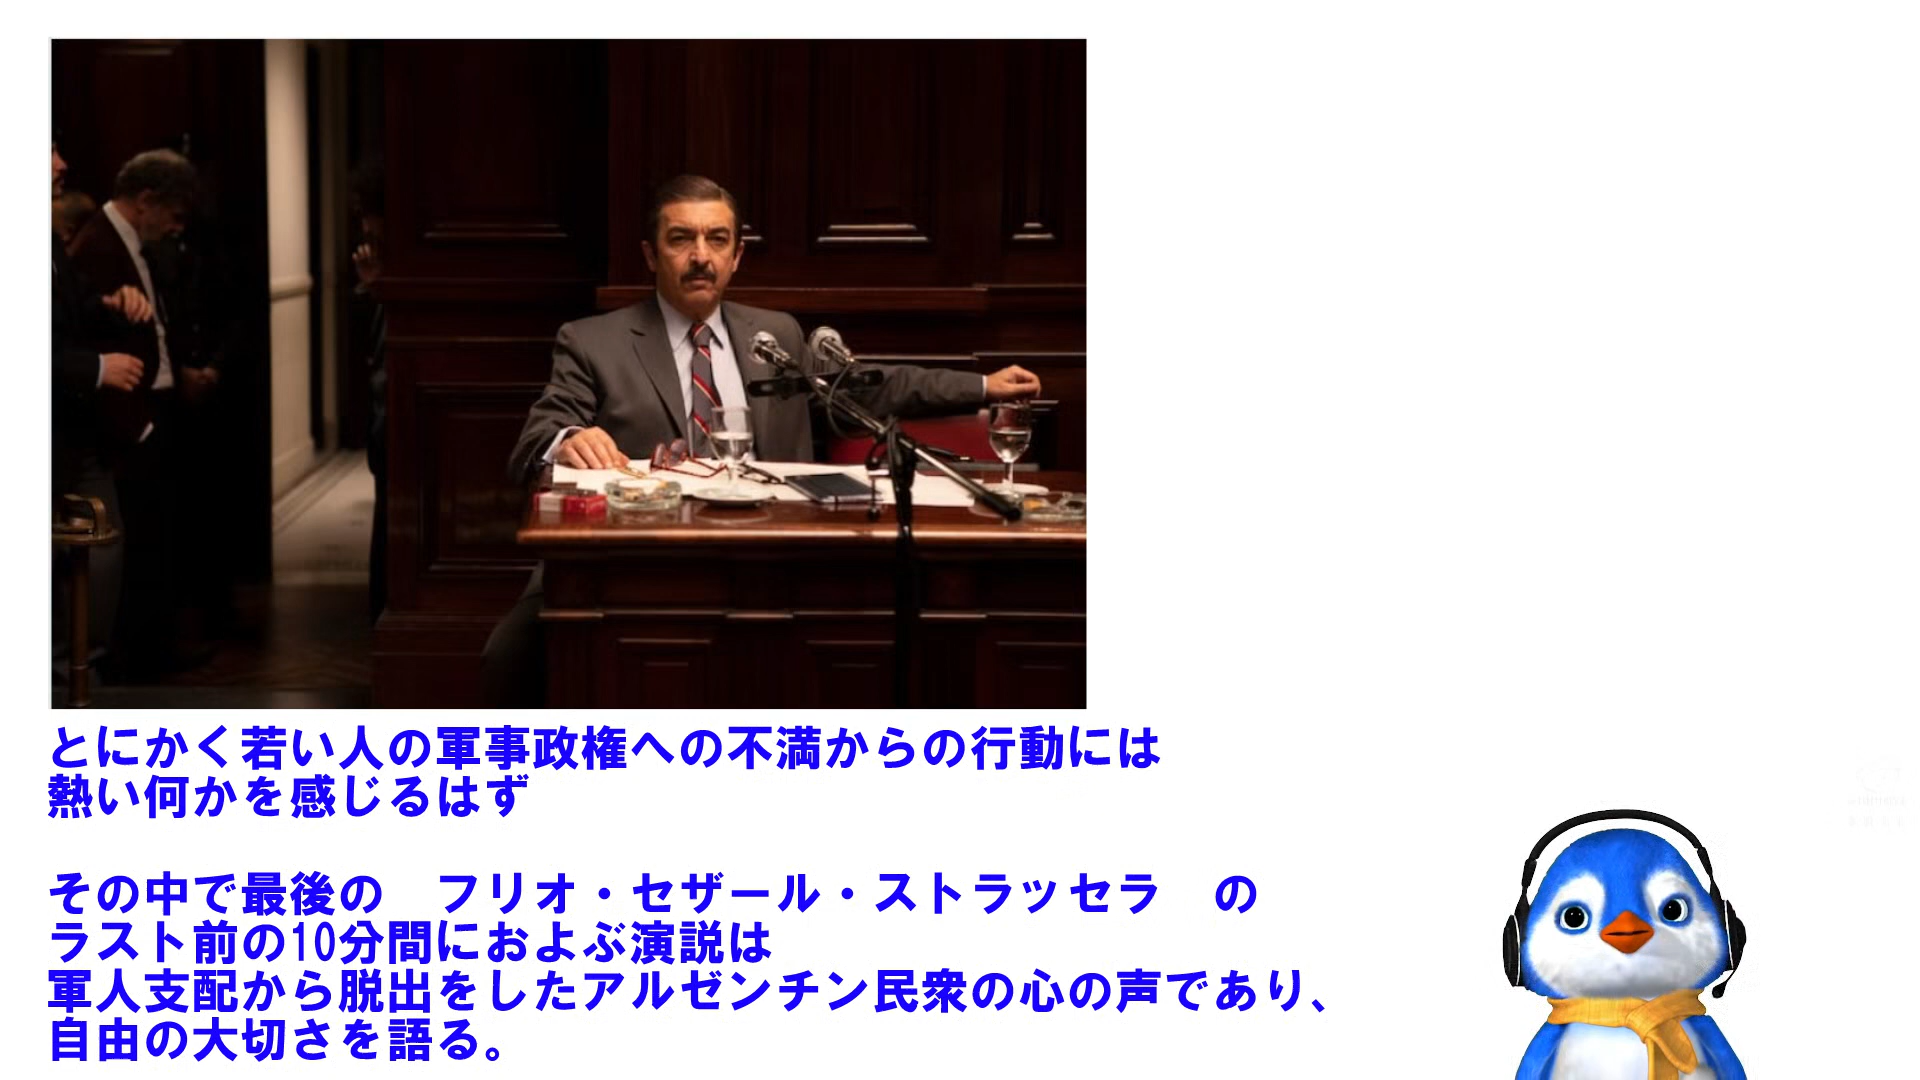 とにかく若い人の軍事政権への不満からの行動には
熱い何かを感じるはず
その中で最後の　フリオ・セザール・ストラッセラ　の
ラスト前の10分間におよぶ演説は
軍人支配から脱出をしたアルゼンチン民衆の心の声であり、
自由の大切さを語る。